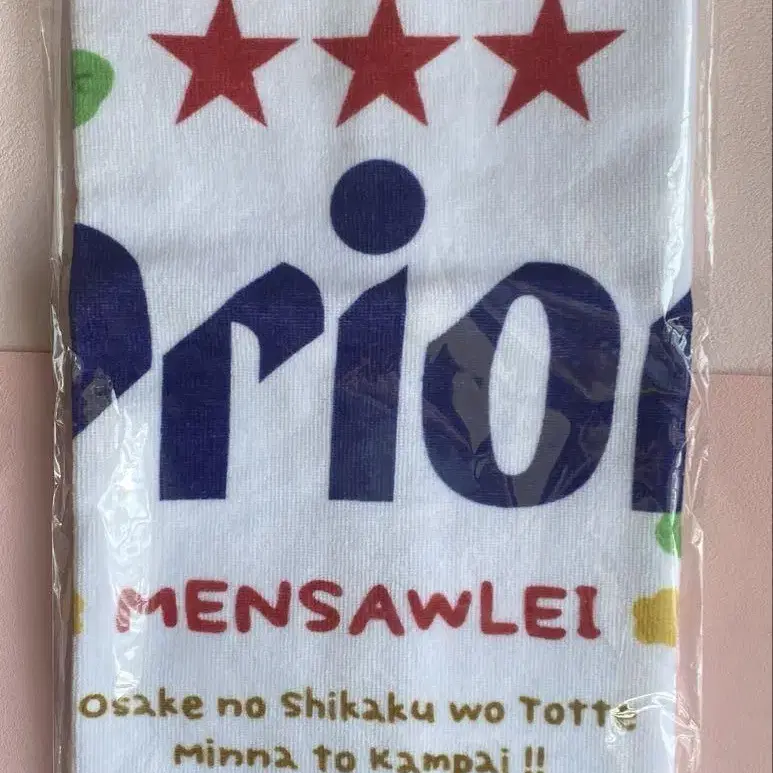 Orion
MENSAWLEI
Osake no Shikaku wo Totte
Minna to Kampai !!